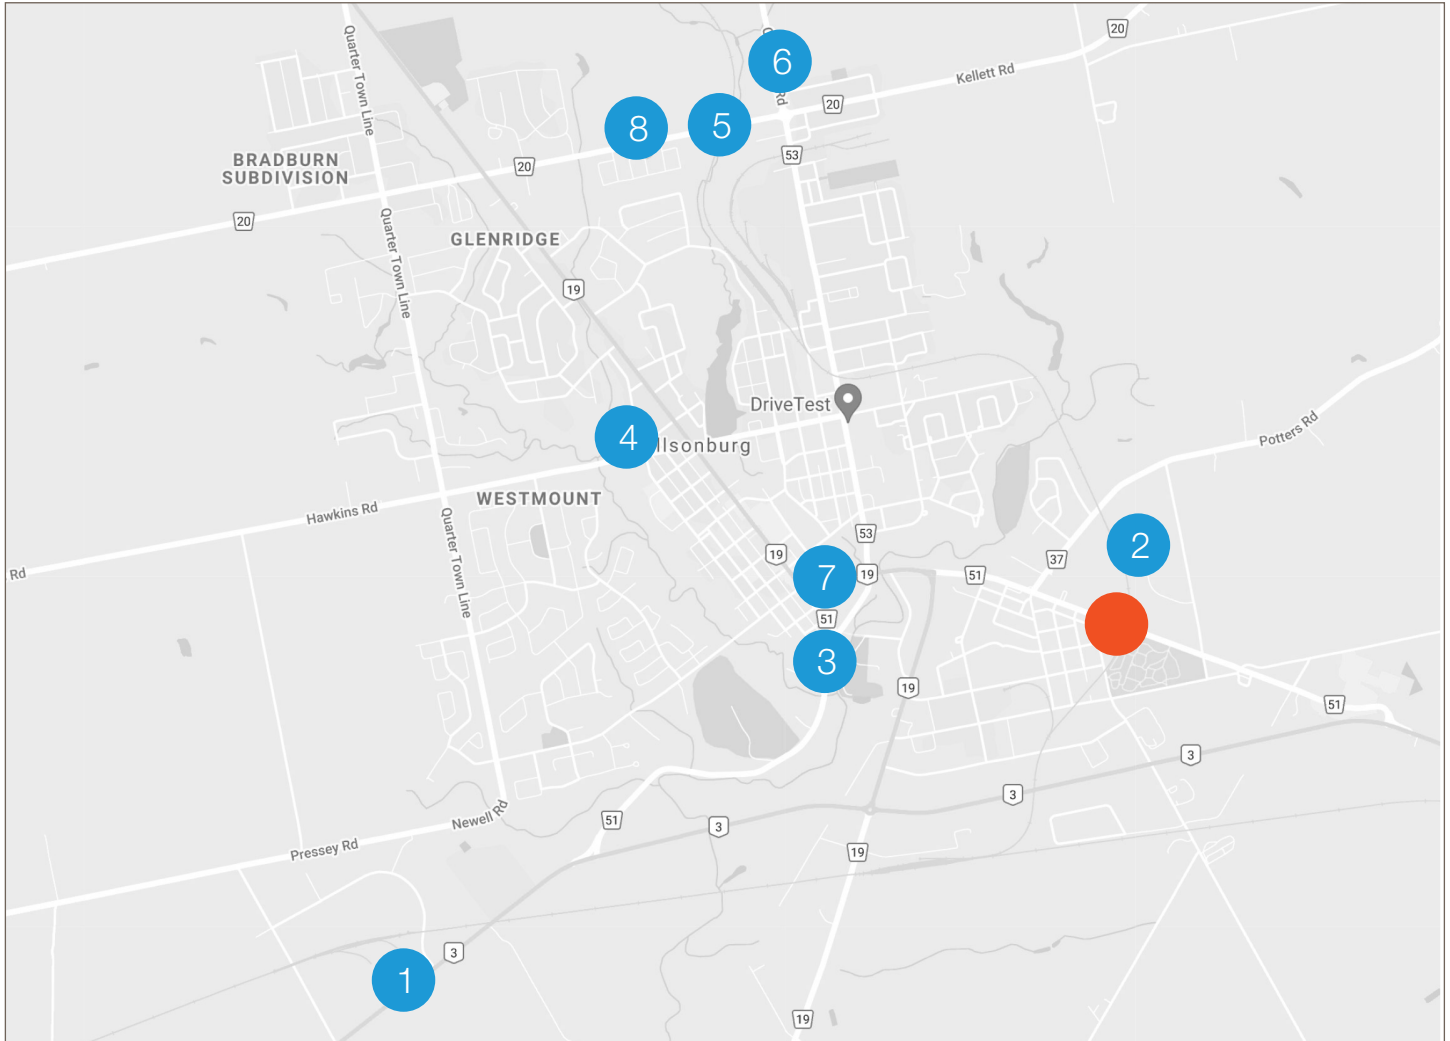 20
6
Quarter Town Line
Kellett Rd
Rd
20
8
5
53
BRADBURN
SUBDIVISION
20
20
Quarter Town Line
GLENRIDGE
19
DriveTest
4
llsonburg
Potters Rd
WESTMOUNT
Hawkins Rd
Quarter Town Line
53
2
19
37
Rd
7
19
51
51
3
19
51
3
3
Newell Rd
51
3
Pressey Rd
19
3
1
19